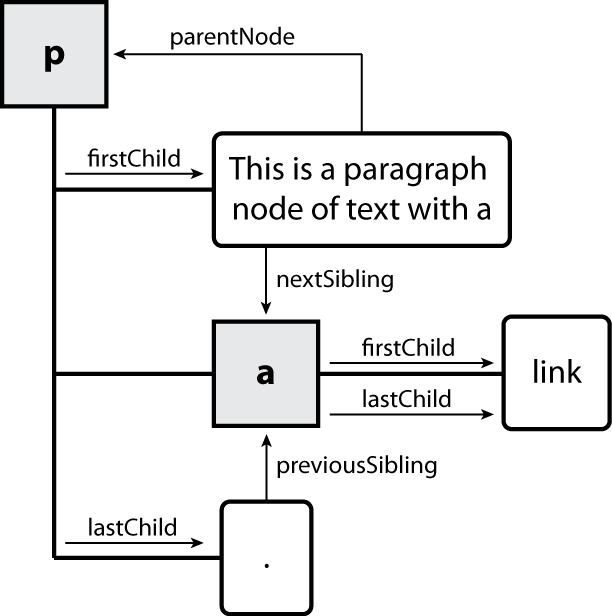 p
parentNode
firstChild
This is a paragraph
node of text with a
nextSibling
a
firstChild
link
lastChild
previousSibling
lastChild
.